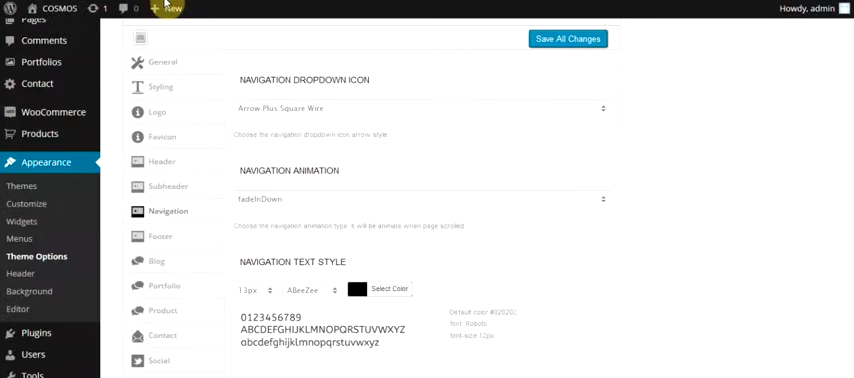 COSMOS 1 0 New Howdy, admin
Pages
Comments
Portfolios
Contact
WooCommerce
Products
Appearance
Themes
Customize
Widgets
Menus
Theme Options
Header
Background
Editor
Plugins
Users
Tools
Save All Changes
General
Styling
Logo
Favicon
Header
Subheader
Navigation
Footer
Blog
Portfolio
Product
Contact
Social
NAVIGATION DROPDOWN ICON
Arrow Plus Square Wire
Choose the navigation dropdown icon arrow style
NAVIGATION ANIMATION
fadeInDown
Choose the navigation animation type. It will be animate when page scrolled
NAVIGATION TEXT STYLE
13px ABeeZee Select Color
0123456789
ABCDEFGHIJKLMNOPQRSTUVWXYZ
abcdefghijklmnopqrstuvwxyz
Default color #020202
font: Roboto
font-size 12px